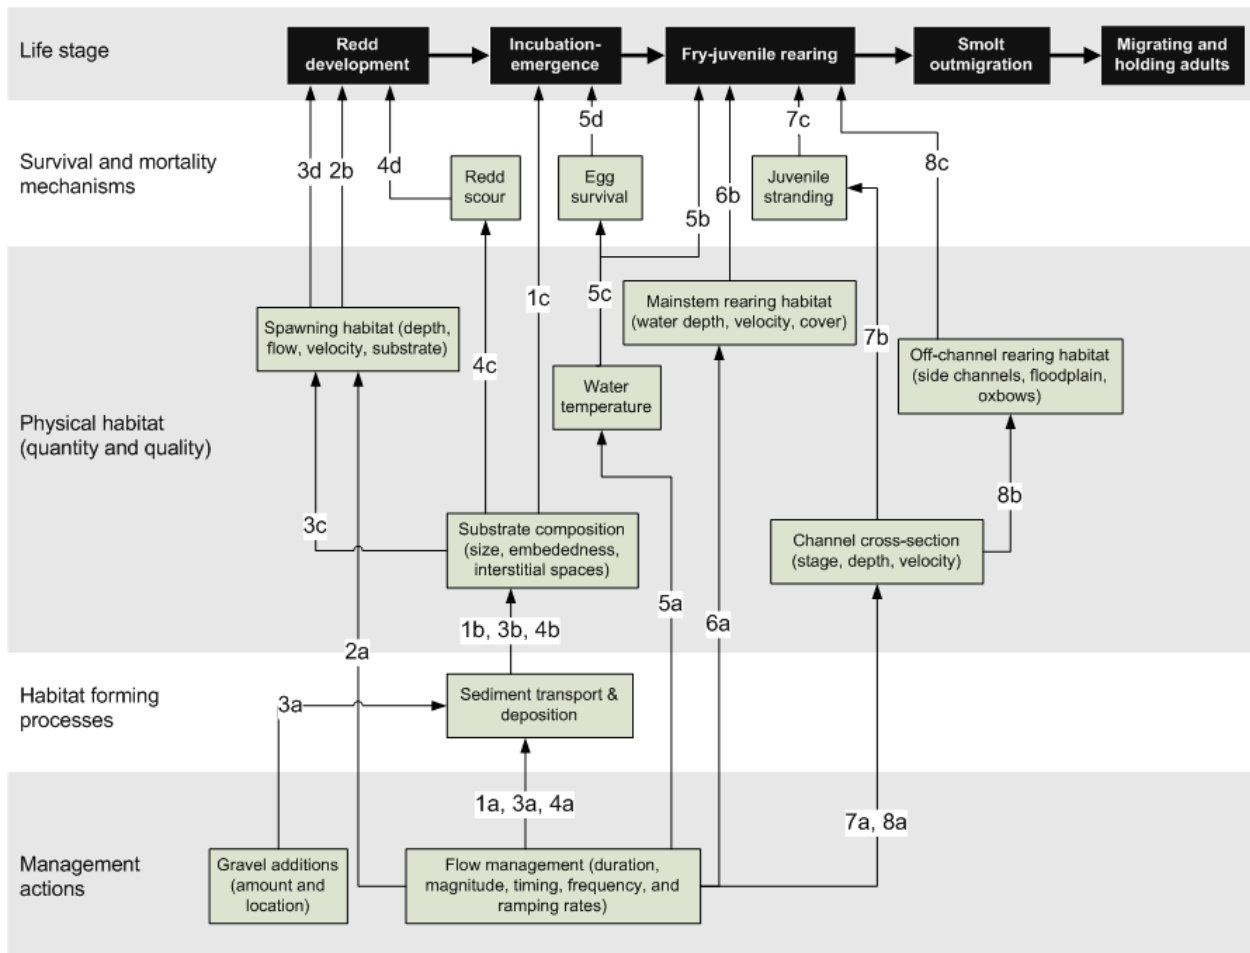 Life stage
Redd
development
Incubation-
emergence
Fry-juvenile rearing
Smolt
outmigration
Migrating and
holding adults
Survival and mortality
mechanisms
3d
2b
4d
Redd
scour
5d
Egg
survival
5b
6b
7c
Juvenile
stranding
8c
Physical habitat
(quantity and quality)
Spawning habitat (depth,
flow, velocity, substrate)
4c
1c
5c
Water
temperature
Mainstem rearing habitat
(water depth, velocity, cover)
7b
Off-channel rearing habitat
(side channels, floodplain,
oxbows)
3c
Substrate composition
(size, embededness,
interstitial spaces)
8b
Channel cross-section
(stage, depth, velocity)
5a
6a
1b, 3b, 4b
2a
Habitat forming
processes
3a
Sediment transport &
deposition
Management
actions
1a, 3a, 4a
7a, 8a
Gravel additions
(amount and
location)
Flow management (duration,
magnitude, timing, frequency, and
ramping rates)